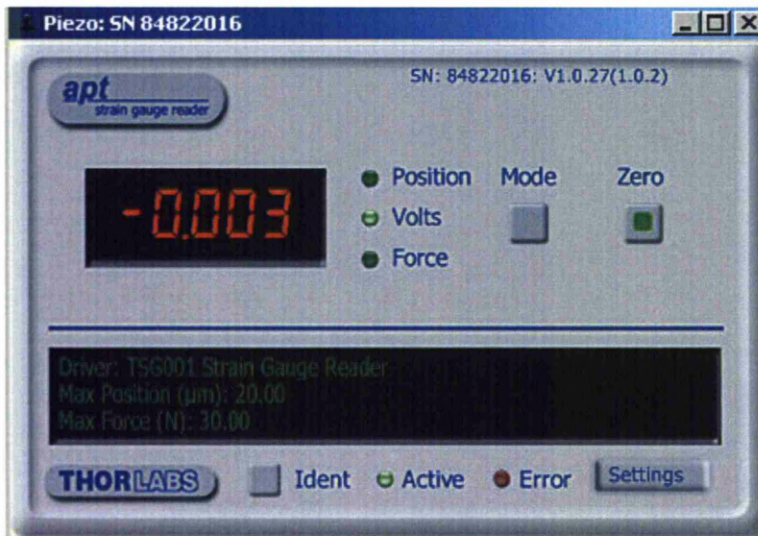 Piezo: SN 84822016
SN: 84822016: V1.0.27(1.0.2)
apt
strain gauge reader
-0.003
Position
Mode
Zero
Volts
Force
Driver: TSG001 Strain Gauge Reader
Max Position (µm): 20.00
Max Force (N): 30.00
THORLABS
Ident
Active
Error
Settings